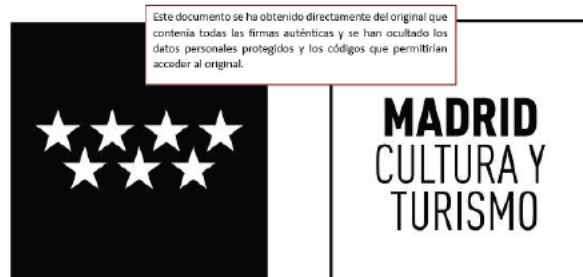 Este documento se ha obtenido directamente del original que
contenía todas las firmas auténticas y se han ocultado los
datos personales protegidos y los códigos que permitirían
acceder al original.
MADRID
CULTURA Y
TURISMO